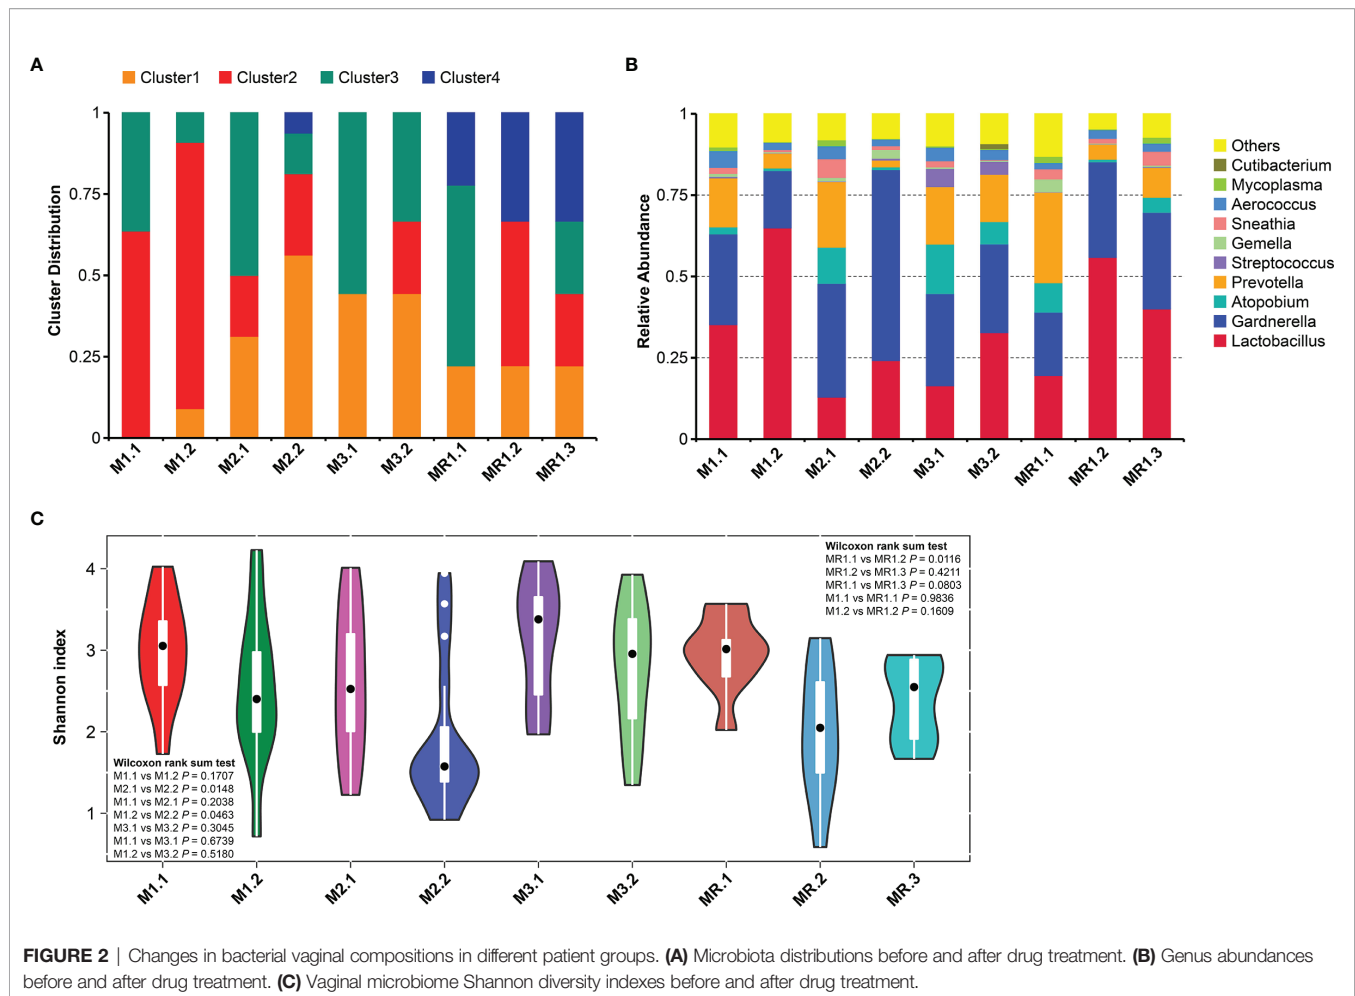 A
Cluster1 Cluster2 Cluster3 Cluster4
Cluster Distribution
1
0.75
0.5
0.25
0
M1.1 M1.2 M2.1 M2.2 M3.1 M3.2 MR1.1 MR1.2 MR1.3
B
Relative Abundance
1
0.75
0.5
0.25
0
M1.1 M1.2 M2.1 M2.2 M3.1 M3.2 MR1.1 MR1.2 MR1.3
Others
Cutibacterium
Mycoplasma
Aerococcus
Sneathia
Gemella
Streptococcus
Prevotella
Atopobium
Gardnerella
Lactobacillus
C
Shannon index
4
3
2
1
Wilcoxon rank sum test
M1.1 vs M1.2 P = 0.1707
M2.1 vs M2.2 P = 0.0148
M1.1 vs M2.1 P = 0.2038
M1.2 vs M2.2 P = 0.0463
M3.1 vs M3.2 P = 0.3045
M1.1 vs M3.1 P = 0.6739
M1.2 vs M3.2 P = 0.5180
Wilcoxon rank sum test
MR1.1 vs MR1.2 P = 0.0116
MR1.2 vs MR1.3 P = 0.4211
MR1.1 vs MR1.3 P = 0.0803
M1.1 vs MR1.1 P = 0.9836
M1.2 vs MR1.2 P = 0.1609
M1.1 M1.2 M2.1 M2.2 M3.1 M3.2 MR.1 MR.2 MR.3
FIGURE 2 | Changes in bacterial vaginal compositions in different patient groups. (A) Microbiota distributions before and after drug treatment. (B) Genus abundances
before and after drug treatment. (C) Vaginal microbiome Shannon diversity indexes before and after drug treatment.